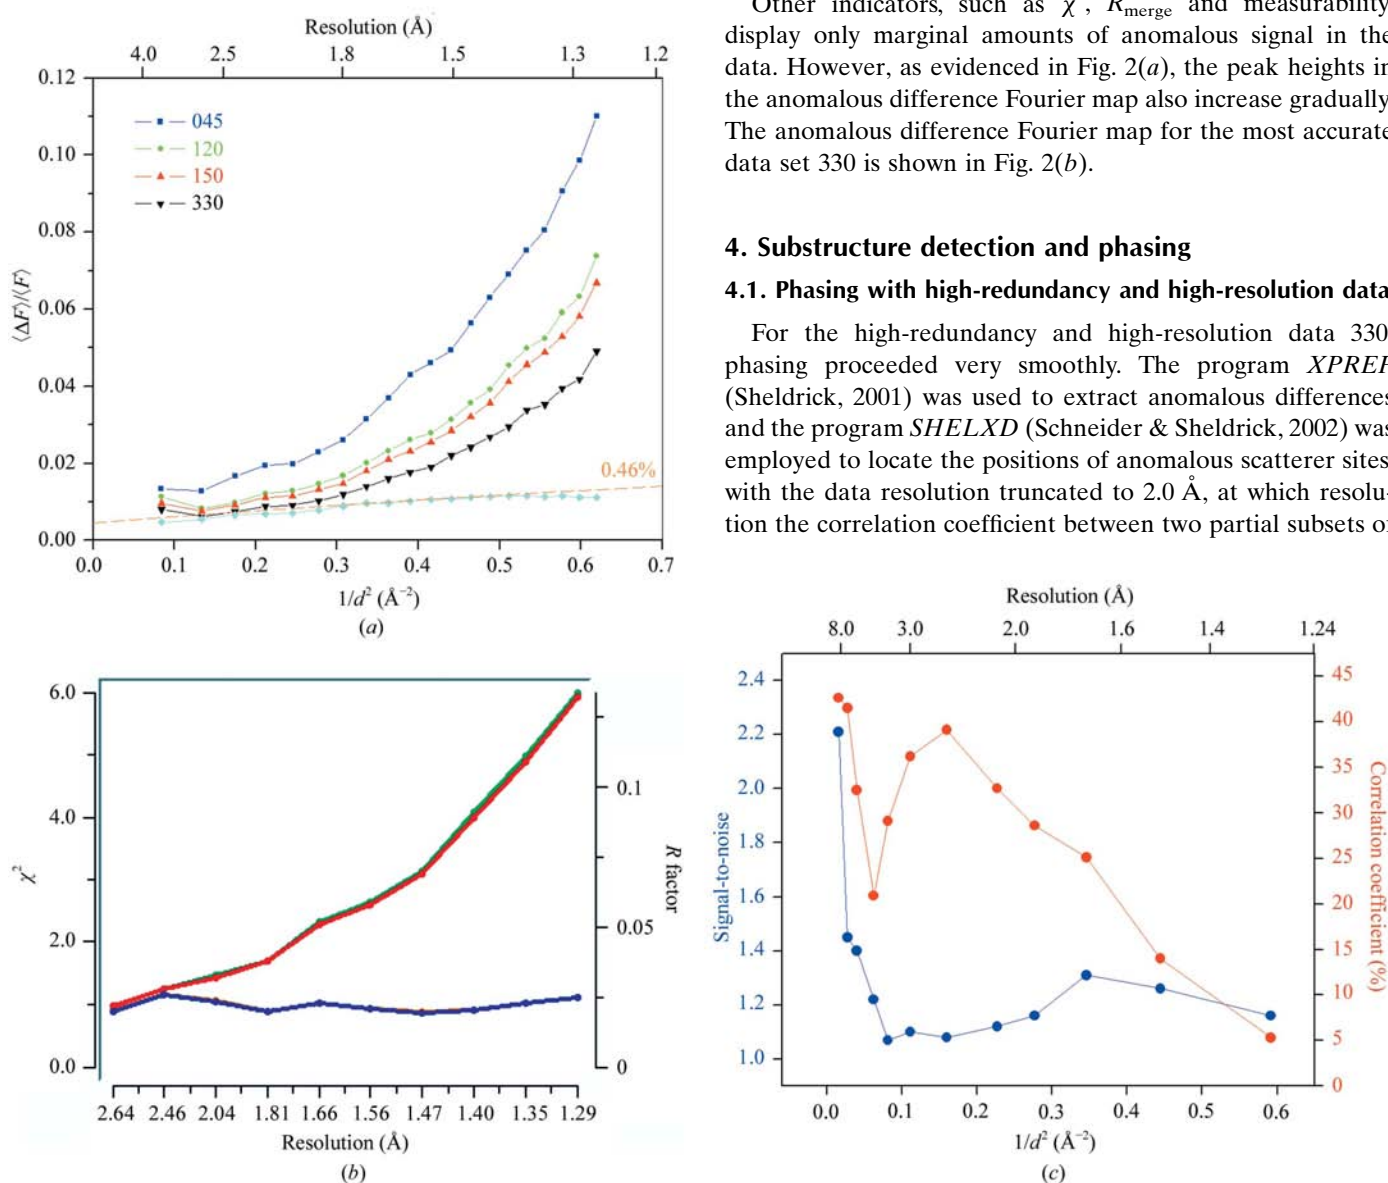 Resolution (Å)
4.0 2.5 1.8 1.5 1.3 1.2
0.12
0.10
0.08
0.06
0.04
0.02
0.00
⟨ΔF⟩/⟨F⟩
045
120
150
330
0.46%
0.0 0.1 0.2 0.3 0.4 0.5 0.6 0.7
1/d² (Å⁻²)
(a)
Other indicators, such as χ², R_merge and measurability
display only marginal amounts of anomalous signal in the
data. However, as evidenced in Fig. 2(a), the peak heights in
the anomalous difference Fourier map also increase gradually
The anomalous difference Fourier map for the most accurate
data set 330 is shown in Fig. 2(b).
4. Substructure detection and phasing
4.1. Phasing with high-redundancy and high-resolution data
For the high-redundancy and high-resolution data 330
phasing proceeded very smoothly. The program XPREP
(Sheldrick, 2001) was used to extract anomalous differences
and the program SHELXD (Schneider & Sheldrick, 2002) was
employed to locate the positions of anomalous scatterer sites
with the data resolution truncated to 2.0 Å, at which resolu-
tion the correlation coefficient between two partial subsets of
6.0
4.0
2.0
0.0
χ²
0.1
0.05
0
R factor
2.64 2.46 2.04 1.81 1.66 1.56 1.47 1.40 1.35 1.29
Resolution (Å)
(b)
Resolution (Å)
8.0 3.0 2.0 1.6 1.4 1.24
2.4
2.2
2.0
1.8
1.6
1.4
1.2
1.0
Signal-to-noise
45
40
35
30
25
20
15
10
5
0
Correlation coefficient (%)
0.0 0.1 0.2 0.3 0.4 0.5 0.6
1/d² (Å⁻²)
(c)